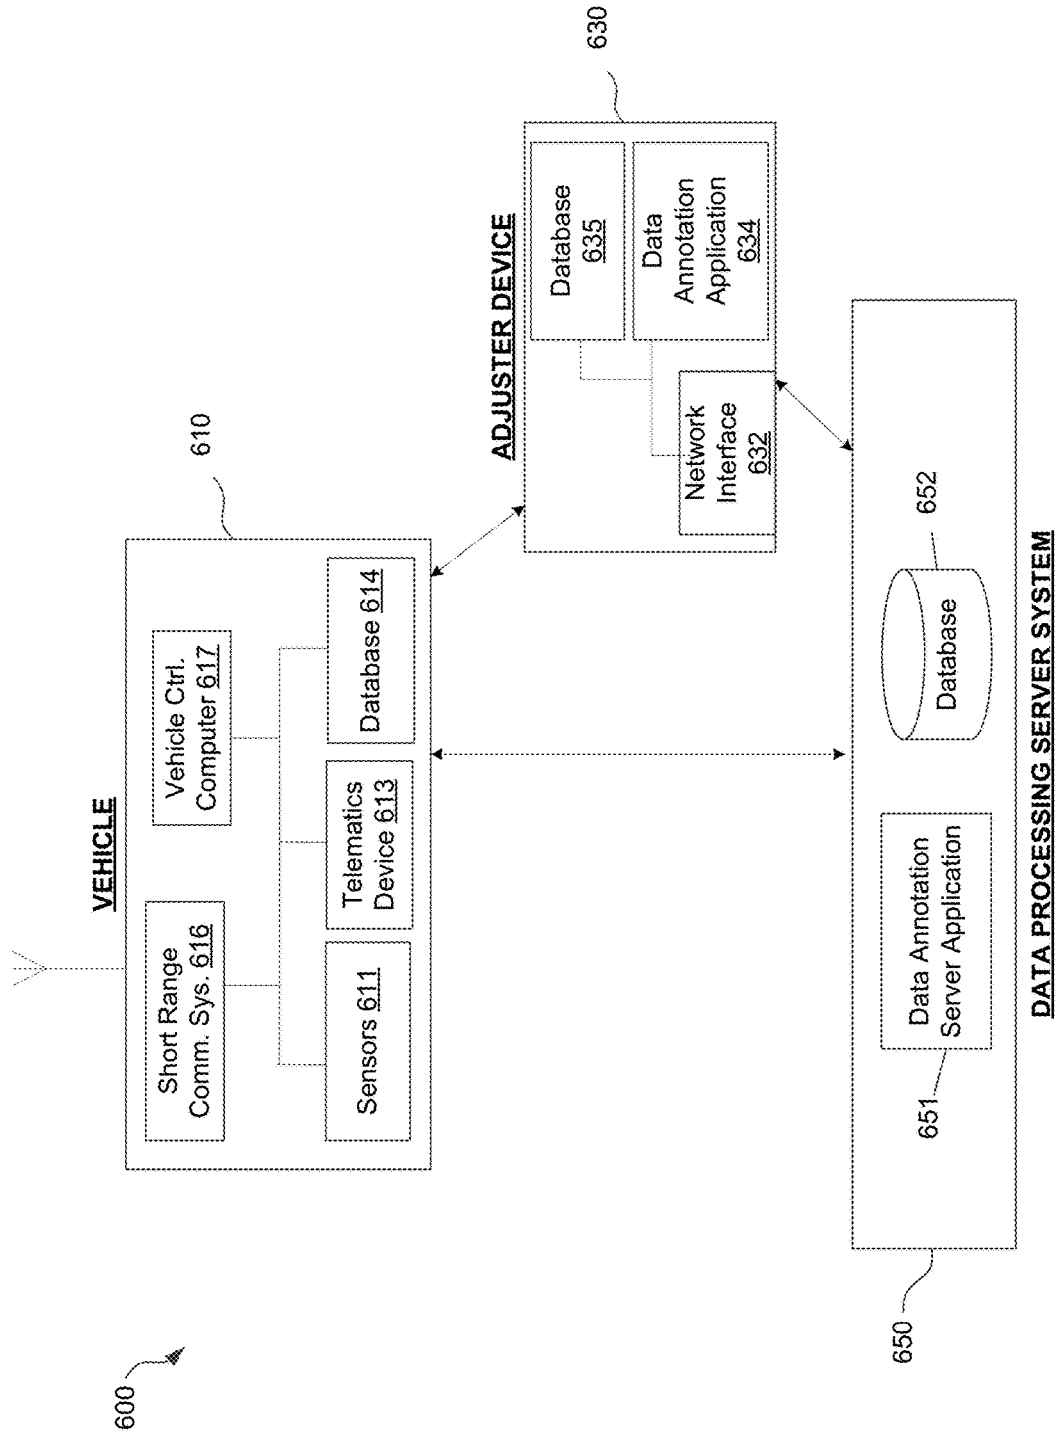 600
VEHICLE
610
Short Range
Comm. Sys. 616
Vehicle Ctrl.
Computer 617
Sensors 611
Telematics
Device 613
Database 614
ADJUSTER DEVICE
630
Database
635
Data
Annotation
Application
634
Network
Interface
632
650
651
Data Annotation
Server Application
Database
652
DATA PROCESSING SERVER SYSTEM